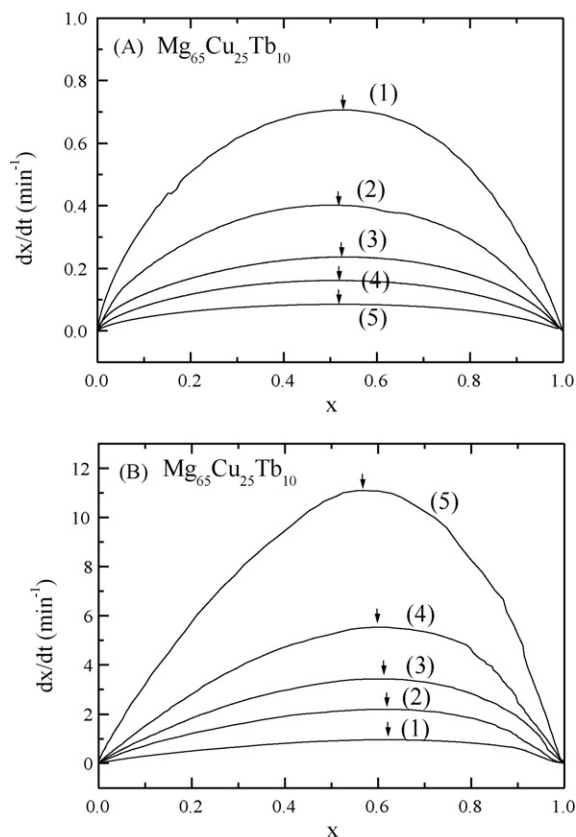 (A) Mg65Cu25Tb10
dx/dt (min-1)
1.0
0.8
0.6
0.4
0.2
0.0
(1)
(2)
(3)
(4)
(5)
0.0 0.2 0.4 0.6 0.8 1.0
x
(B) Mg65Cu25Tb10
dx/dt (min-1)
12
10
8
6
4
2
0
(5)
(4)
(3)
(2)
(1)
0.0 0.2 0.4 0.6 0.8 1.0
x